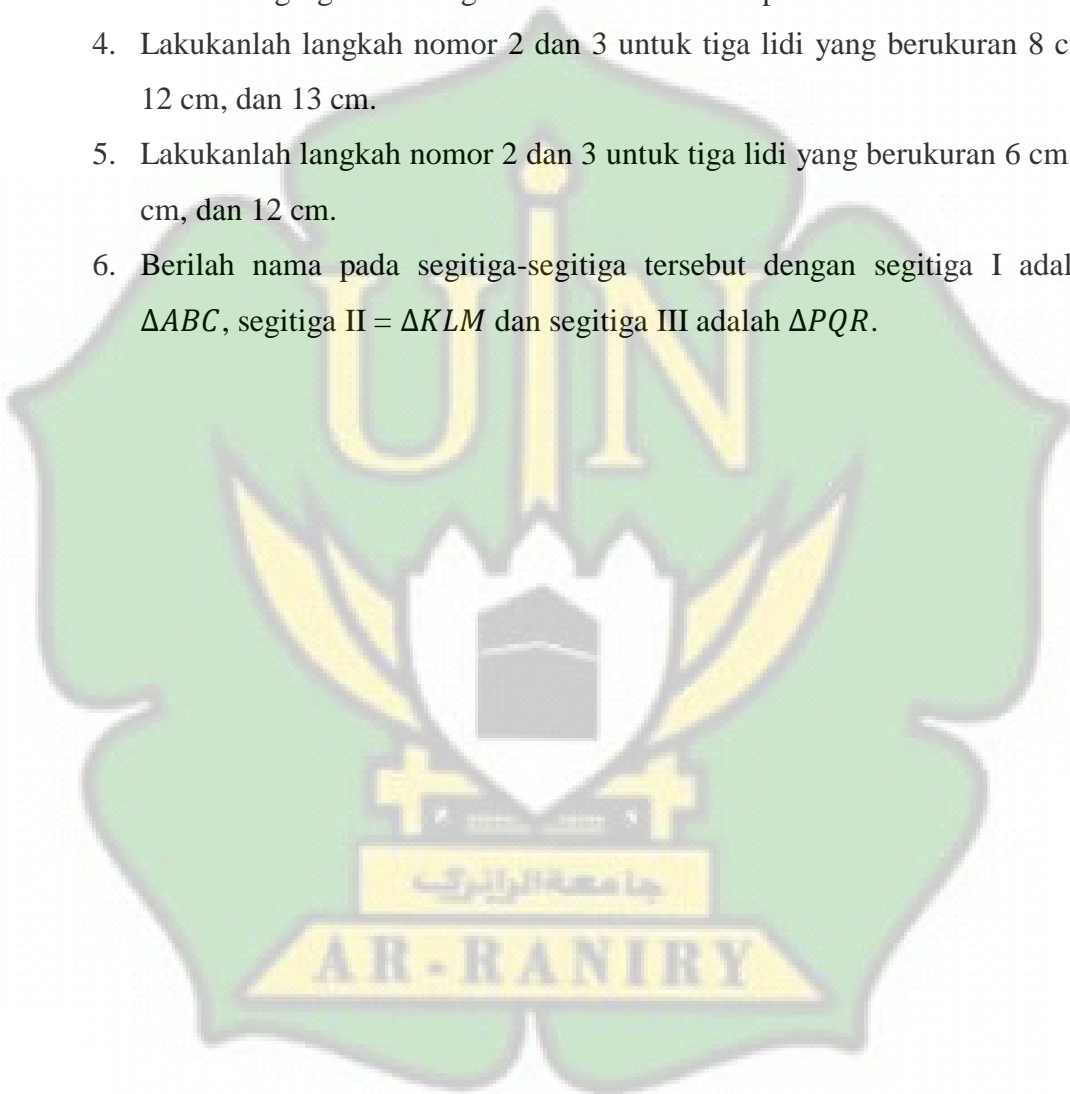 4. Lakukanlah langkah nomor 2 dan 3 untuk tiga lidi yang berukuran 8 c
12 cm, dan 13 cm.
5. Lakukanlah langkah nomor 2 dan 3 untuk tiga lidi yang berukuran 6 cm
cm, dan 12 cm.
6. Berilah nama pada segitiga-segitiga tersebut dengan segitiga I adal
ΔABC, segitiga II = ΔKLM dan segitiga III adalah ΔPQR.
UIN
جامعة الرانيري
AR-RANIRY